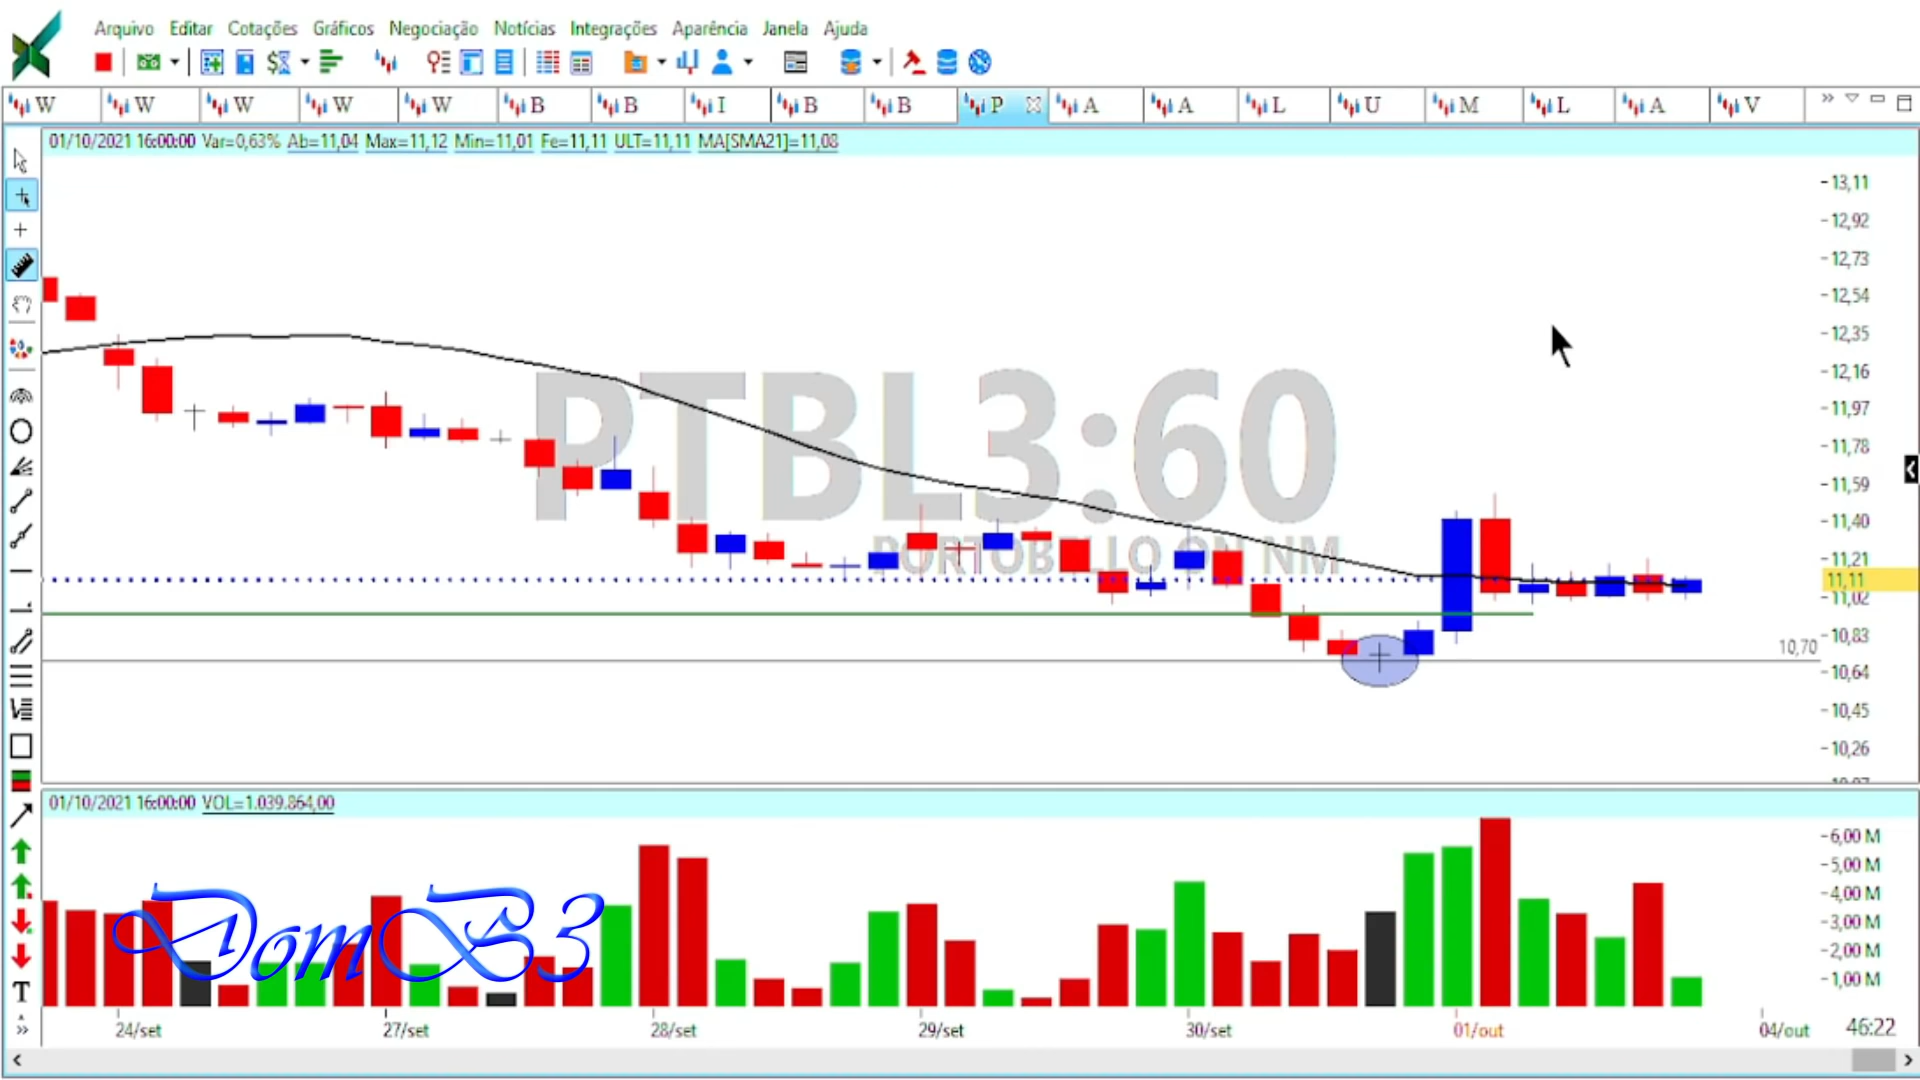 Arquivo Editar Cotações Gráficos Negociação Notícias Integrações Aparência Janela Ajuda
W W W W W B B I B B P A A L U M L A V
01/10/2021 16:00:00 Var=0,63% Ab=11,04 Max=11,12 Min=11,01 Fe=11,11 ULT=11,11 MA[SMA21]=11,08
13,11
12,92
12,73
12,54
12,35
12,16
11,97
11,78
11,59
11,40
11,21
11,11
11,02
10,83
10,70
10,64
10,45
10,26
PTBL3:60
PORTOBELLO ON NM
T
01/10/2021 16:00:00 VOL=1.039.864,00
6,00 M
5,00 M
4,00 M
3,00 M
2,00 M
1,00 M
DomB3
24/set 27/set 28/set 29/set 30/set 01/out 04/out 46:22